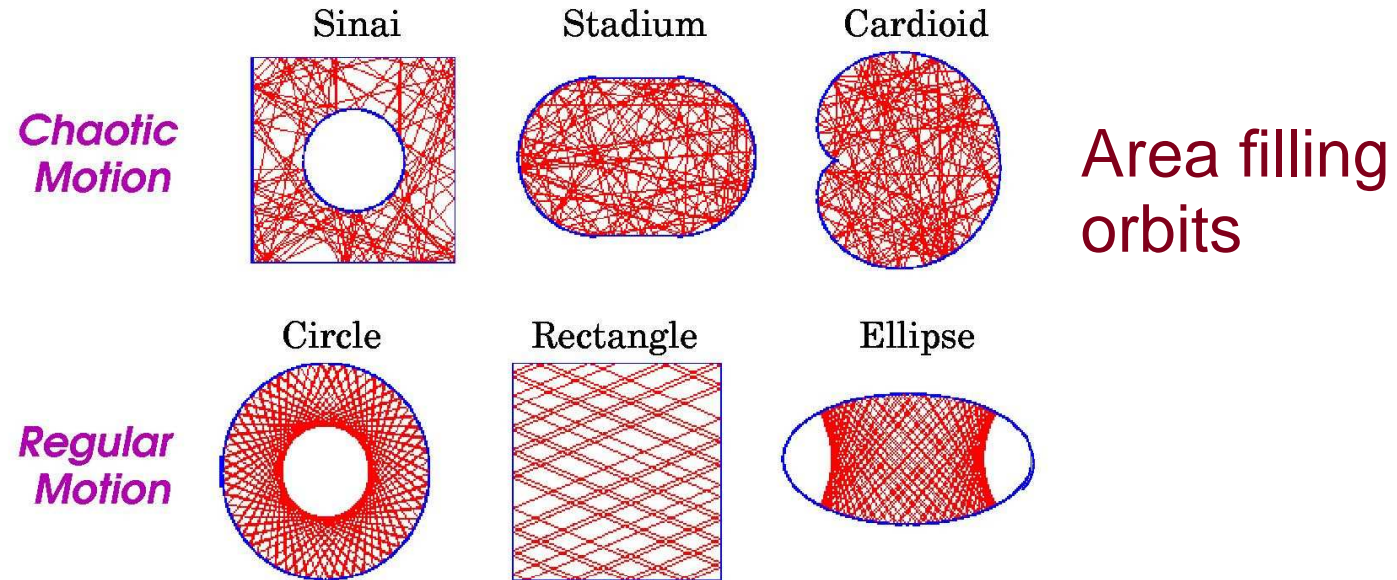 Sinai Stadium Cardioid
Chaotic
Motion
Area filling
orbits
Circle Rectangle Ellipse
Regular
Motion